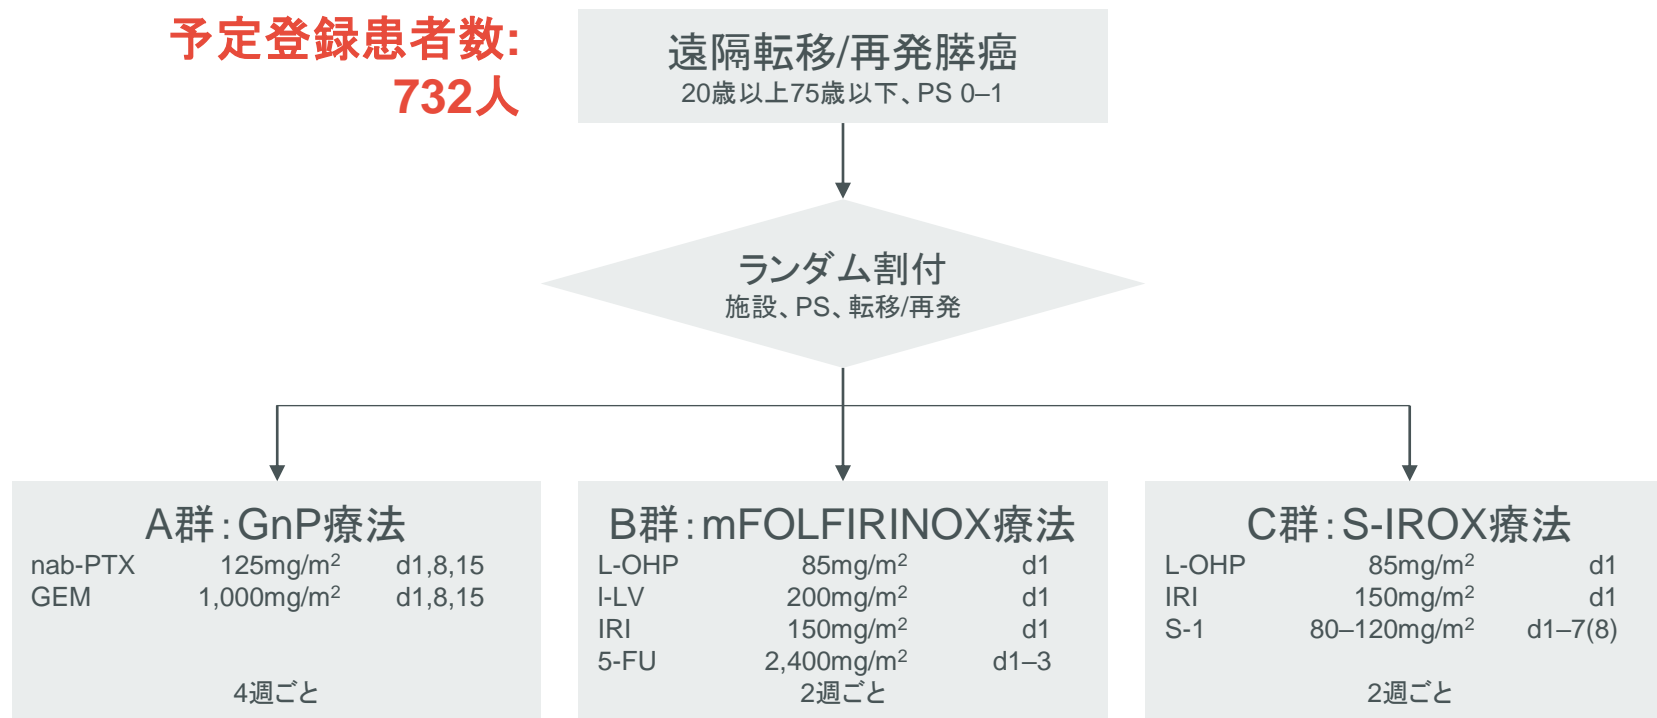 予定登録患者数:
732人
遠隔転移/再発膵癌
20歳以上75歳以下、PS 0–1
ランダム割付
施設、PS、転移/再発
A群：GnP療法
nab-PTX 125mg/m² d1,8,15
GEM 1,000mg/m² d1,8,15
4週ごと
B群：mFOLFIRINOX療法
L-OHP 85mg/m² d1
l-LV 200mg/m² d1
IRI 150mg/m² d1
5-FU 2,400mg/m² d1–3
2週ごと
C群：S-IROX療法
L-OHP 85mg/m² d1
IRI 150mg/m² d1
S-1 80–120mg/m² d1–7(8)
2週ごと